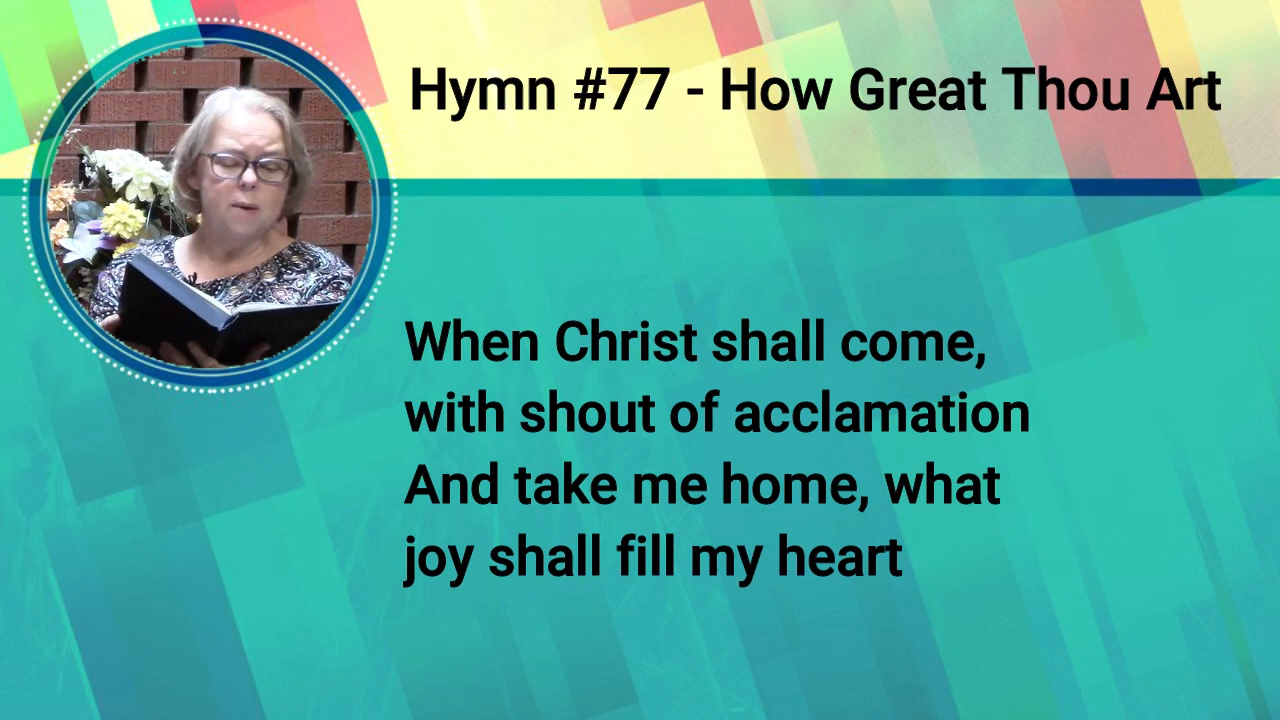 Hymn #77 - How Great Thou Art
When Christ shall come,
with shout of acclamation
And take me home, what
joy shall fill my heart